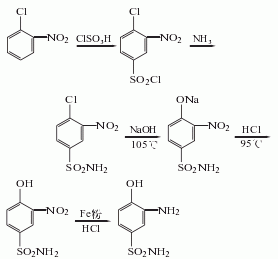 Cl Cl
NO₂ ClSO₃H NO₂ NH₃
SO₂Cl
Cl ONa
NO₂ NaOH NO₂ HCl
105℃ 95℃
SO₂NH₂ SO₂NH₂
OH OH
NO₂ Fe粉 NH₂
HCl
SO₂NH₂ SO₂NH₂